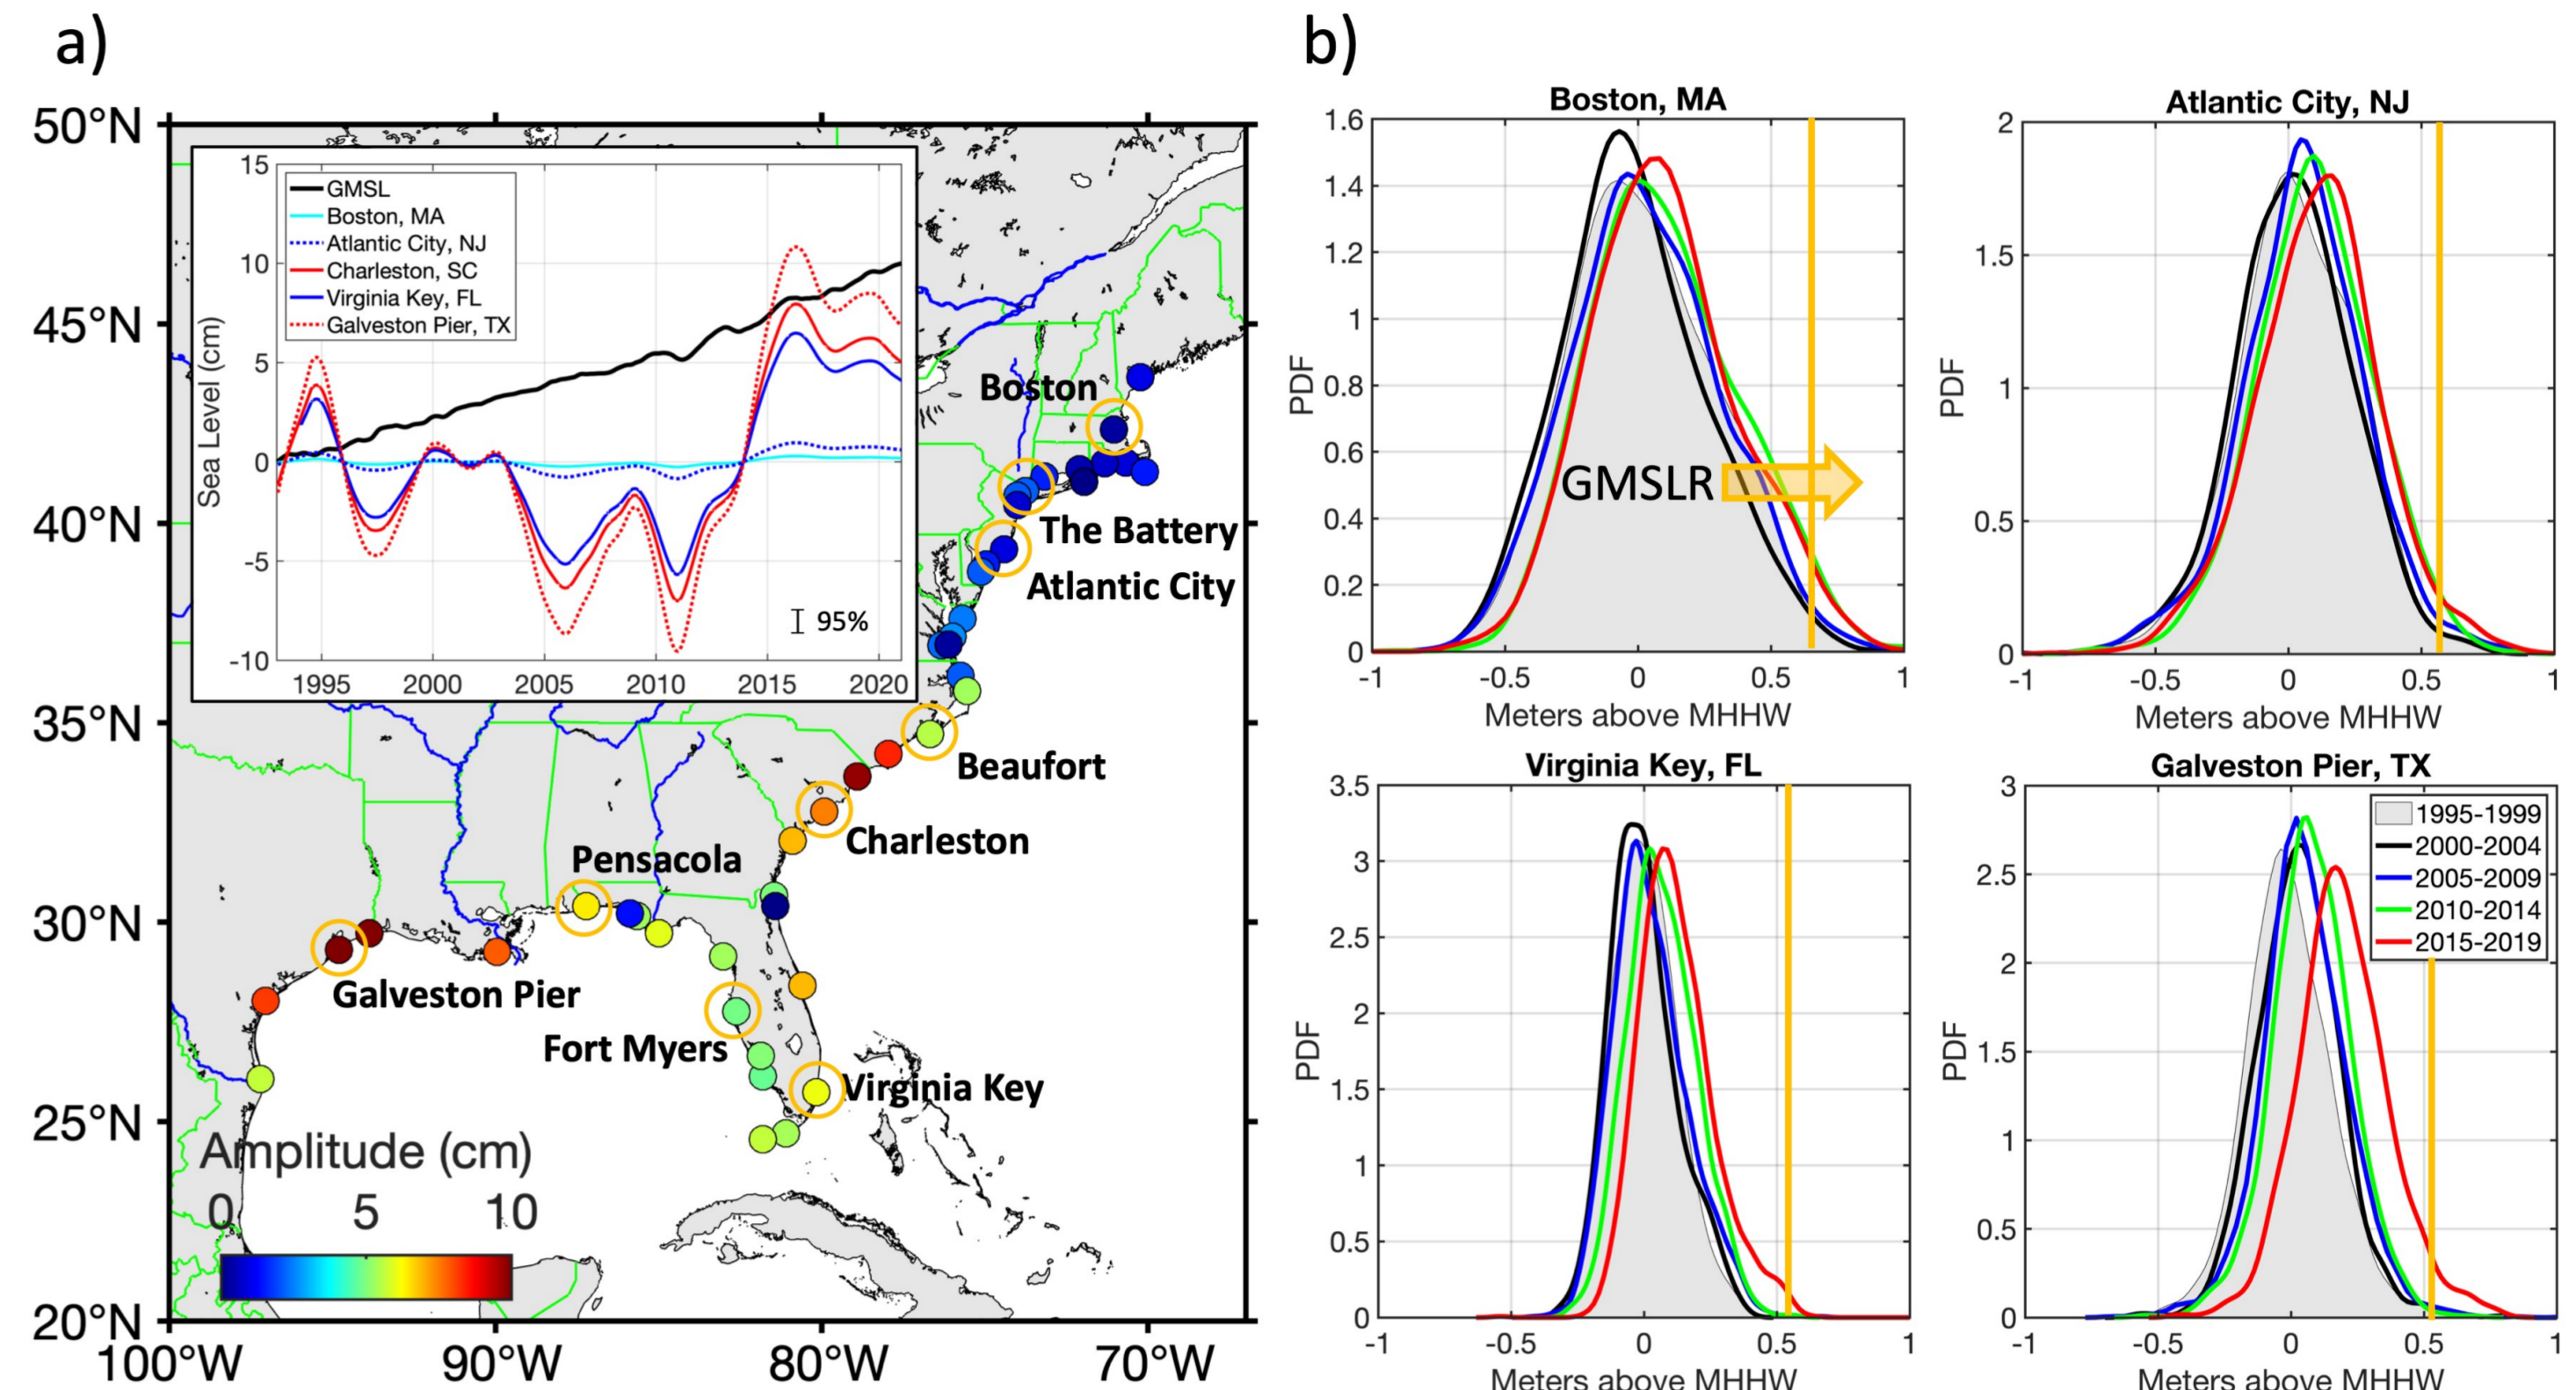 a)
50°N
45°N
40°N
35°N
30°N
25°N
20°N
100°W 90°W 80°W 70°W
Sea Level (cm)
15
10
5
0
-5
-10
1995 2000 2005 2010 2015 2020
GMSL
Boston, MA
Atlantic City, NJ
Charleston, SC
Virginia Key, FL
Galveston Pier, TX
95%
Boston
The Battery
Atlantic City
Beaufort
Charleston
Pensacola
Galveston Pier
Fort Myers
Virginia Key
Amplitude (cm)
0 5 10
b)
Boston, MA
PDF
1.6
1.4
1.2
1
0.8
0.6
0.4
0.2
0
GMSLR
-1 -0.5 0 0.5 1
Meters above MHHW
Atlantic City, NJ
PDF
2
1.5
1
0.5
0
-1 -0.5 0 0.5 1
Meters above MHHW
Virginia Key, FL
PDF
3.5
3
2.5
2
1.5
1
0.5
0
-1 -0.5 0 0.5 1
Meters above MHHW
Galveston Pier, TX
PDF
3
2.5
2
1.5
1
0.5
0
1995-1999
2000-2004
2005-2009
2010-2014
2015-2019
-1 -0.5 0 0.5 1
Meters above MHHW